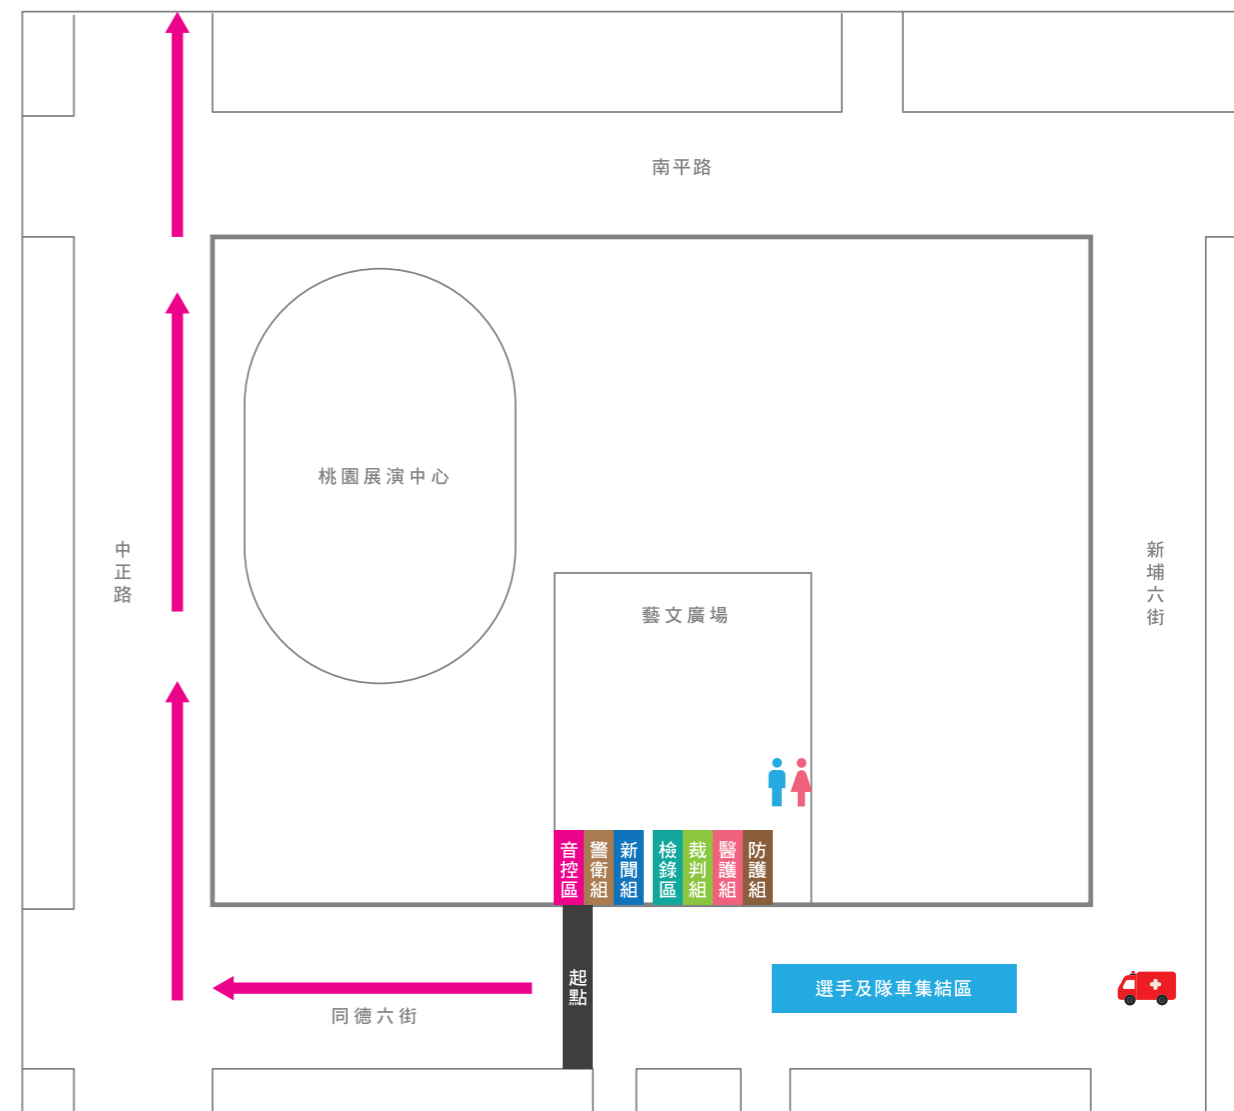 南平路
桃園展演中心
中正路
新埔六街
藝文廣場
音控區
警衛組
新聞組
檢錄區
裁判組
醫護組
防護組
起點
選手及隊車集結區
同德六街